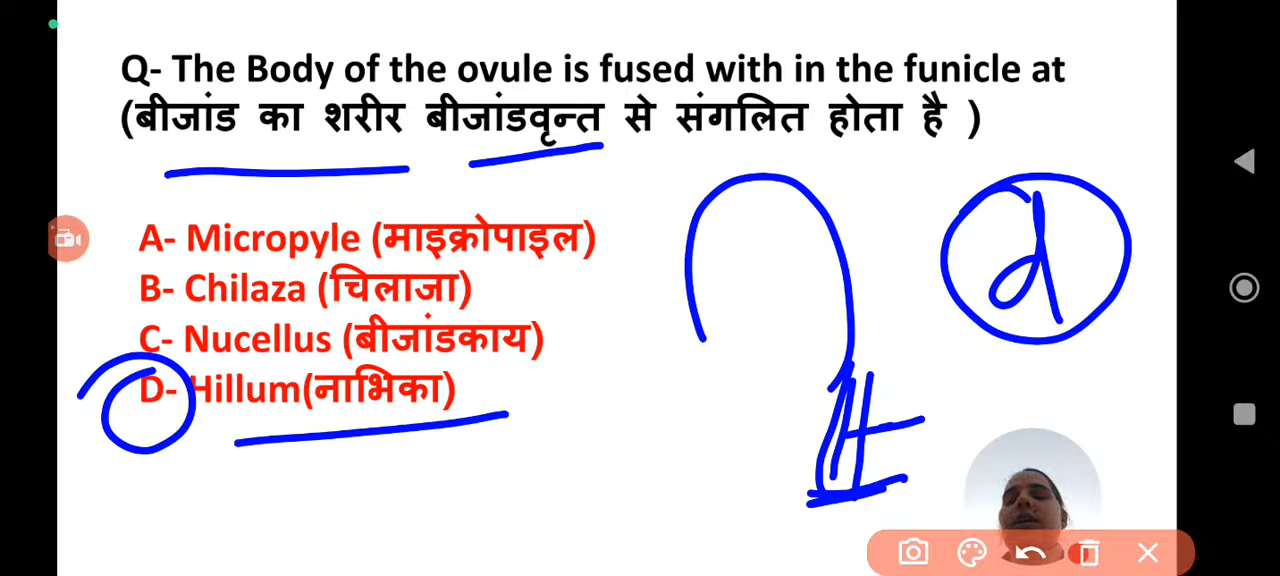 Q- The Body of the ovule is fused with in the funicle at
(बीजांड का शरीर बीजांडवृन्त से संगलित होता है )
A- Micropyle (माइक्रोपाइल)
B- Chilaza (चिलाजा)
C- Nucellus (बीजांडकाय)
D- Hillum(नाभिका)
d